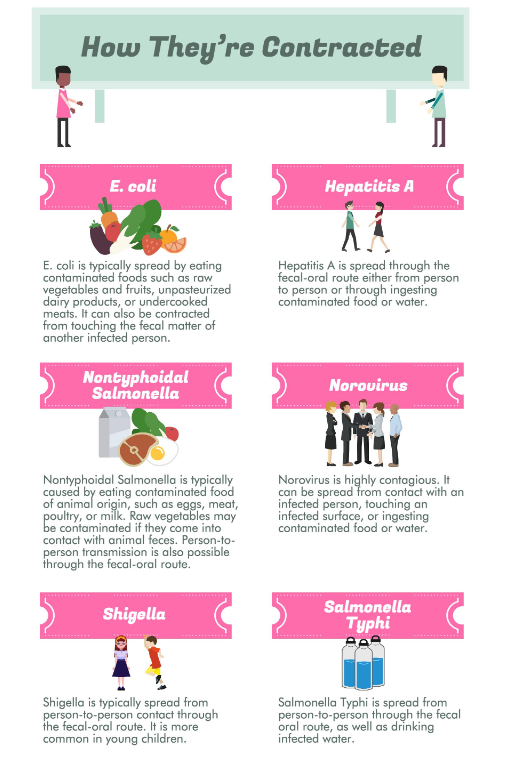 How They're Contracted
E. coli
E. coli is typically spread by eating
contaminated foods such as raw
vegetables and fruits, unpasteurized
dairy products, or undercooked
meats. It can also be contracted
from touching the fecal matter of
another infected person.
Hepatitis A
Hepatitis A is spread through the
fecal-oral route either from person
to person or through ingesting
contaminated food or water.
Nontyphoidal
Salmonella
Nontyphoidal Salmonella is typically
caused by eating contaminated food
of animal origin, such as eggs, meat,
poultry, or milk. Raw vegetables may
be contaminated if they come into
contact with animal feces. Person-to-
person transmission is also possible
through the fecal-oral route.
Norovirus
Norovirus is highly contagious. It
can be spread from contact with an
infected person, touching an
infected surface, or ingesting
contaminated food or water.
Shigella
Shigella is typically spread from
person-to-person contact through
the fecal-oral route. It is more
common in young children.
Salmonella
Typhi
Salmonella Typhi is spread from
person-to-person through the fecal
oral route, as well as drinking
infected water.